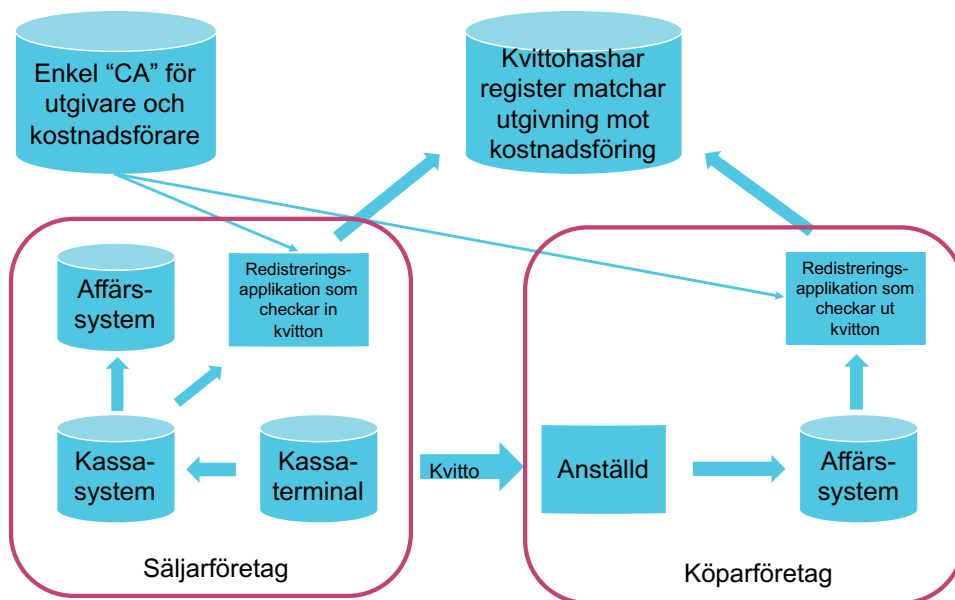 Enkel “CA” för
utgivare och
kostnadsförare
Kvittohashar
register matchar
utgivning mot
kostnadsföring
Affärs-
system
Redistrerings-
applikation som
checkar in
kvitton
Kassa-
system
Kassa-
terminal
Säljarföretag
Kvitto
Redistrerings-
applikation som
checkar ut
kvitton
Anställd
Affärs-
system
Köparföretag